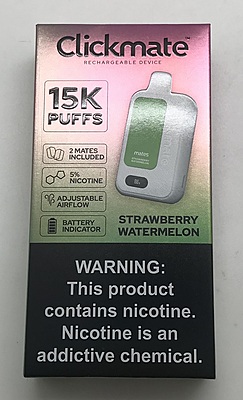 Clickmate™
RECHARGEABLE DEVICE
15K
PUFFS
2 MATES
INCLUDED
5%
NICOTINE
ADJUSTABLE
AIRFLOW
BATTERY
INDICATOR
mates
STRAWBERRY
WATERMELON
WARNING:
This product
contains nicotine.
Nicotine is an
addictive chemical.